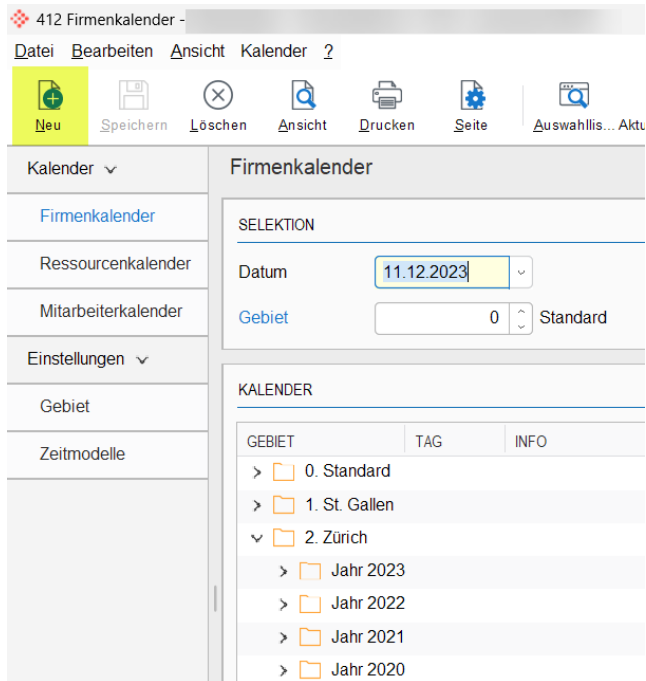 412 Firmenkalender -
Datei Bearbeiten Ansicht Kalender ?
Neu Speichern Löschen Ansicht Drucken Seite Auswahllis... Aktu
Kalender
Firmenkalender
Ressourcenkalender
Mitarbeiterkalender
Einstellungen
Gebiet
Zeitmodelle
Firmenkalender
SELEKTION
Datum 11.12.2023
Gebiet 0 Standard
KALENDER
GEBIET TAG INFO
0. Standard
1. St. Gallen
2. Zürich
Jahr 2023
Jahr 2022
Jahr 2021
Jahr 2020